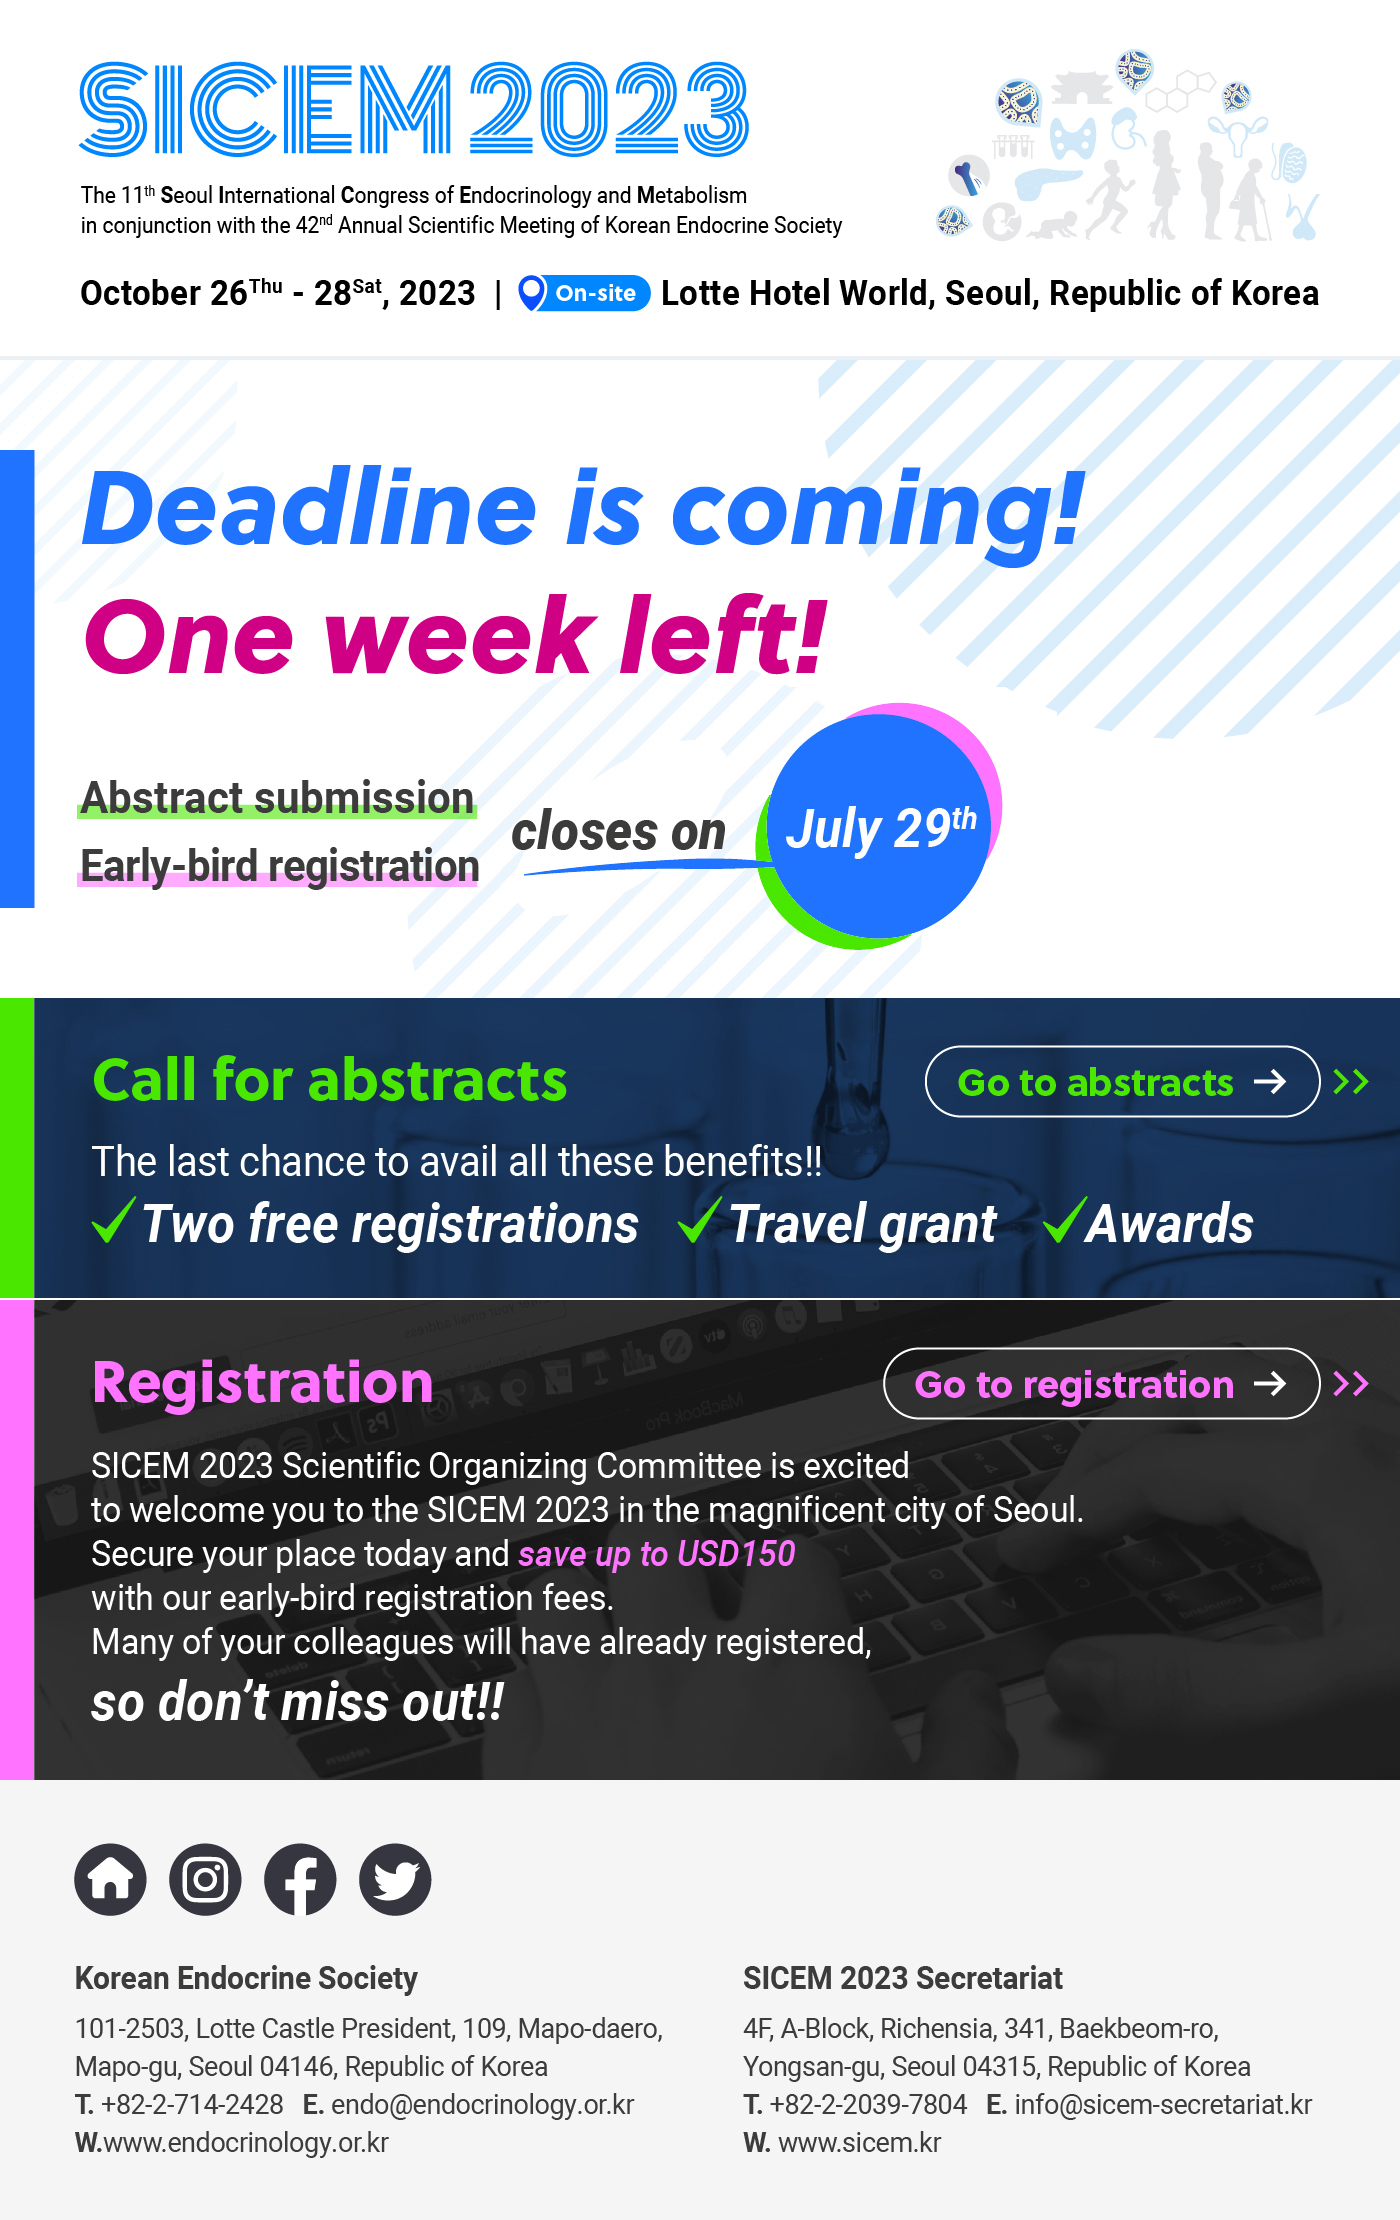 SICEM 2023
The 11th Seoul International Congress of Endocrinology and Metabolism
in conjunction with the 42nd Annual Scientific Meeting of Korean Endocrine Society
October 26Thu - 28Sat, 2023 | On-site Lotte Hotel World, Seoul, Republic of Korea
Deadline is coming!
One week left!
Abstract submission
Early-bird registration
closes on
July 29th
Call for abstracts
Go to abstracts
The last chance to avail all these benefits!!
Two free registrations Travel grant Awards
Registration
Go to registration
SICEM 2023 Scientific Organizing Committee is excited
to welcome you to the SICEM 2023 in the magnificent city of Seoul.
Secure your place today and save up to USD150
with our early-bird registration fees.
Many of your colleagues will have already registered,
so don't miss out!!
Korean Endocrine Society
101-2503, Lotte Castle President, 109, Mapo-daero,
Mapo-gu, Seoul 04146, Republic of Korea
T. +82-2-714-2428 E. endo@endocrinology.or.kr
W.www.endocrinology.or.kr
SICEM 2023 Secretariat
4F, A-Block, Richensia, 341, Baekbeom-ro,
Yongsan-gu, Seoul 04315, Republic of Korea
T. +82-2-2039-7804 E. info@sicem-secretariat.kr
W. www.sicem.kr